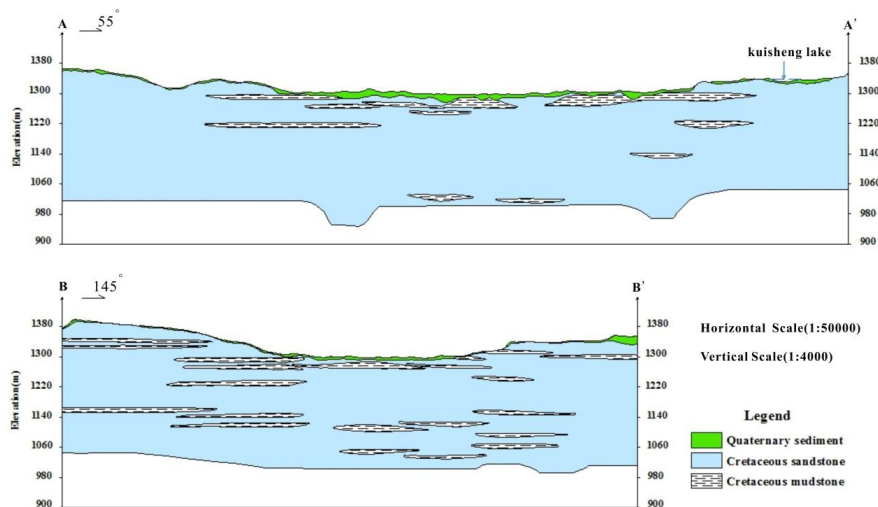 A 55° A'
kuisheng lake
Elevation(m)
1380 1380
1300 1300
1220 1220
1140 1140
1060 1060
980 980
900 900
B 145° B'
Elevation(m)
1380 1380
1300 1300
1220 1220
1140 1140
1060 1060
980 980
900 900
Horizontal Scale(1:50000)
Vertical Scale(1:4000)
Legend
Quaternary sediment
Cretaceous sandstone
Cretaceous mudstone